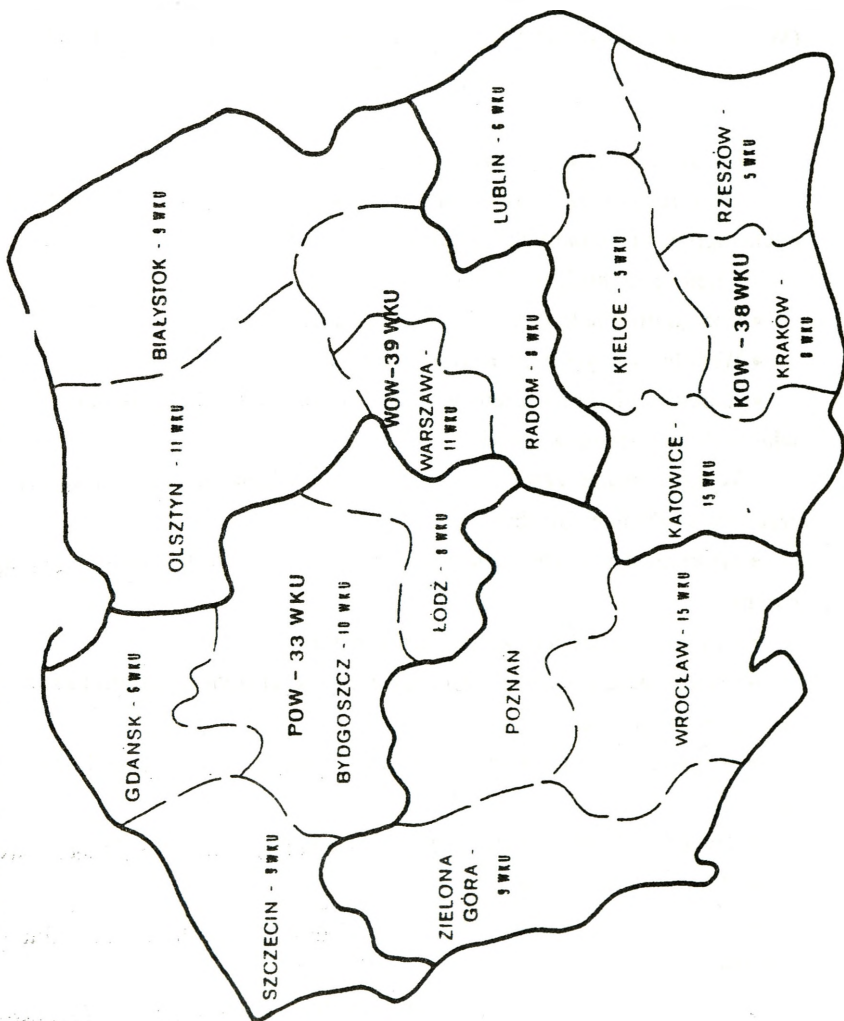 GDAŃSK - 6 WKU
OLSZTYN - 11 WKU
BIAŁYSTOK - 9 WKU
SZCZECIN - 9 WKU
POW - 33 WKU
BYDGOSZCZ - 10 WKU
WOW-39 WKU
WARSZAWA -
11 WKU
ŁÓDŹ - 8 WKU
ZIELONA
GÓRA -
9 WKU
POZNAŃ
RADOM - 8 WKU
LUBLIN - 6 WKU
WROCŁAW - 15 WKU
KIELCE - 5 WKU
KATOWICE -
15 WKU
KOW - 38 WKU
KRAKÓW -
8 WKU
RZESZÓW -
5 WKU